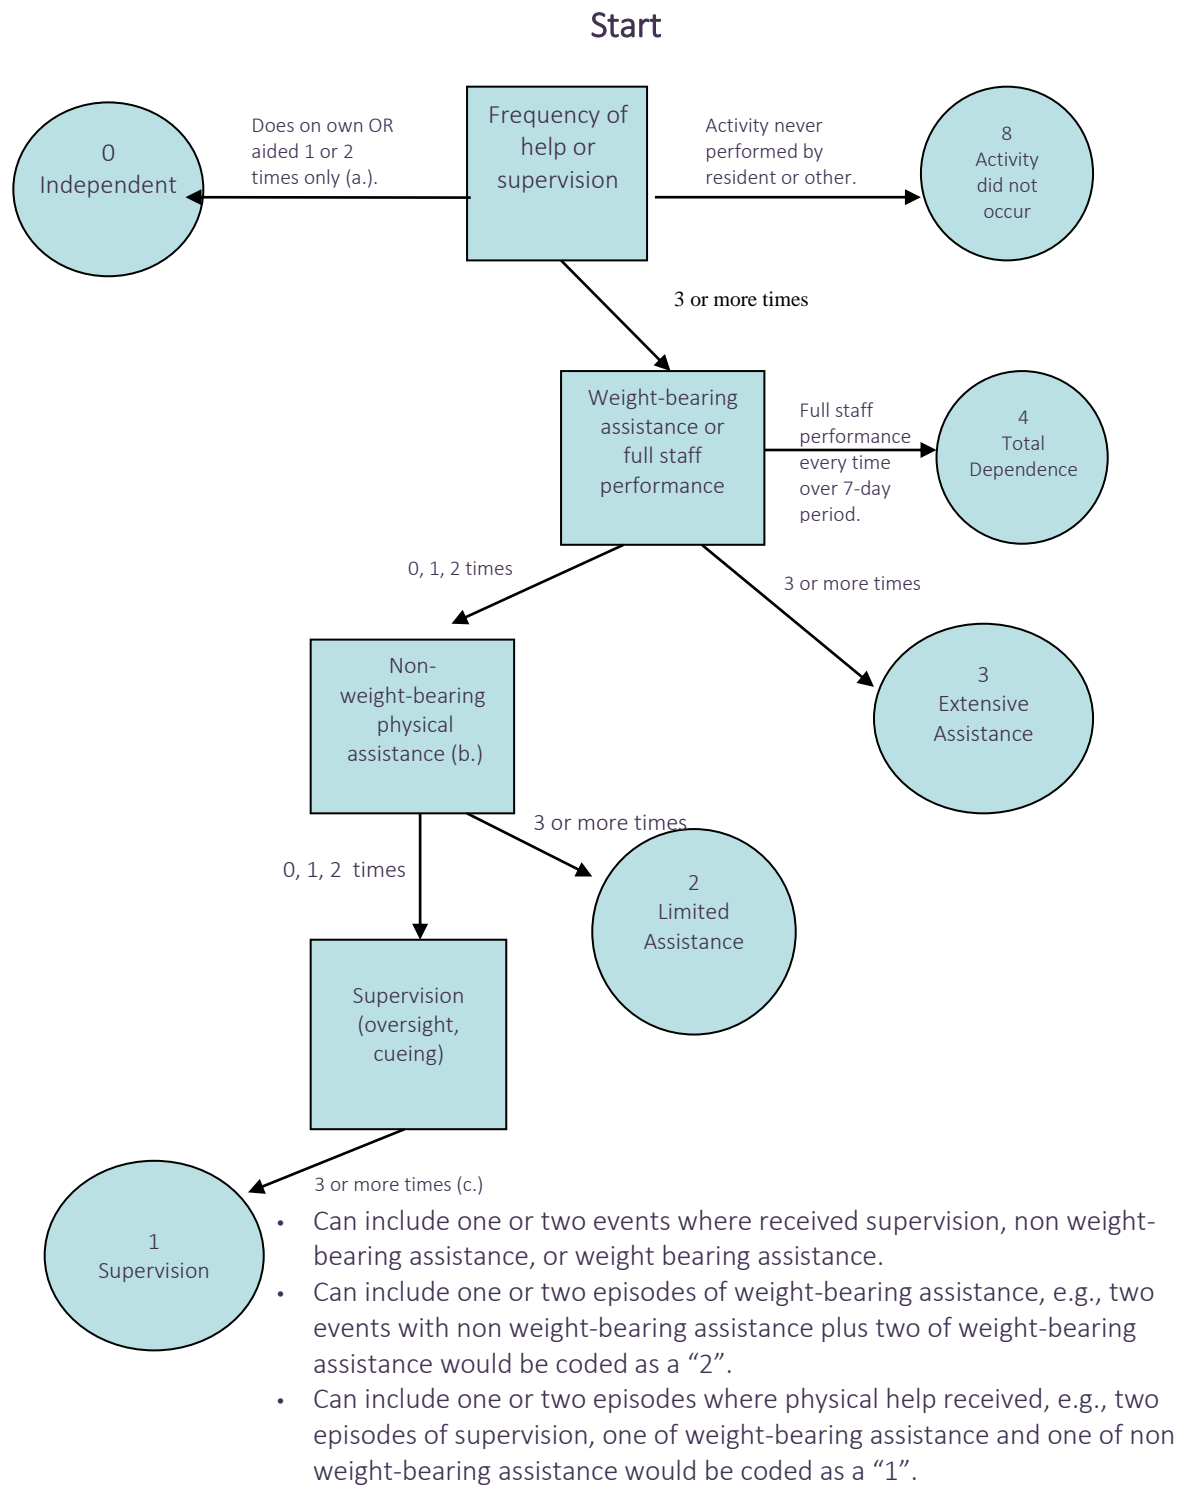 Start
0
Independent
Does on own OR
aided 1 or 2
times only (a.).
Frequency of
help or
supervision
Activity never
performed by
resident or other.
8
Activity
did not
occur
3 or more times
Weight-bearing
assistance or
full staff
performance
Full staff
performance
every time
over 7-day
period.
4
Total
Dependence
0, 1, 2 times
3 or more times
Non-
weight-bearing
physical
assistance (b.)
3
Extensive
Assistance
3 or more times
0, 1, 2  times
2
Limited
Assistance
Supervision
(oversight,
cueing)
3 or more times (c.)
1
Supervision
• Can include one or two events where received supervision, non weight-
bearing assistance, or weight bearing assistance.
• Can include one or two episodes of weight-bearing assistance, e.g., two
events with non weight-bearing assistance plus two of weight-bearing
assistance would be coded as a “2”.
• Can include one or two episodes where physical help received, e.g., two
episodes of supervision, one of weight-bearing assistance and one of non
weight-bearing assistance would be coded as a “1”.